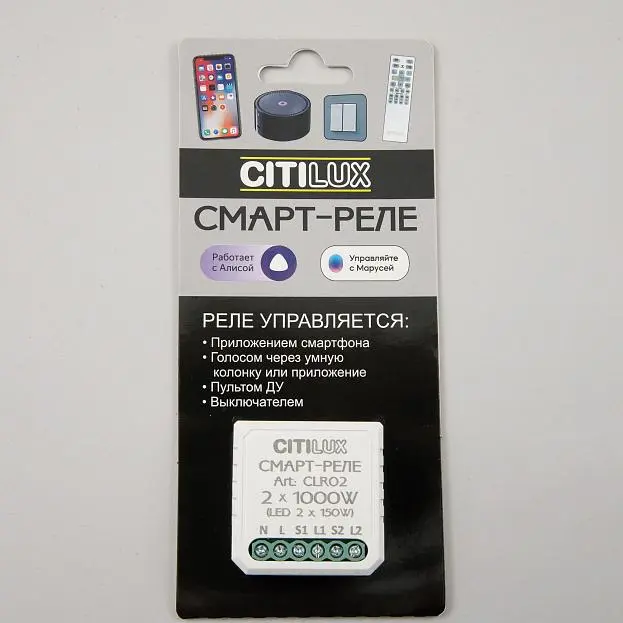 CITILUX
СМАРТ-РЕЛЕ
Работает
с Алисой
Управляйте
с Марусей
РЕЛЕ УПРАВЛЯЕТСЯ:
• Приложением смартфона
• Голосом через умную
колонку или приложение
• Пультом ДУ
• Выключателем
CITILUX
СМАРТ-РЕЛЕ
Art: CLR02
2 x 1000W
(LED 2 x 150W)
N L S1 L1 S2 L2